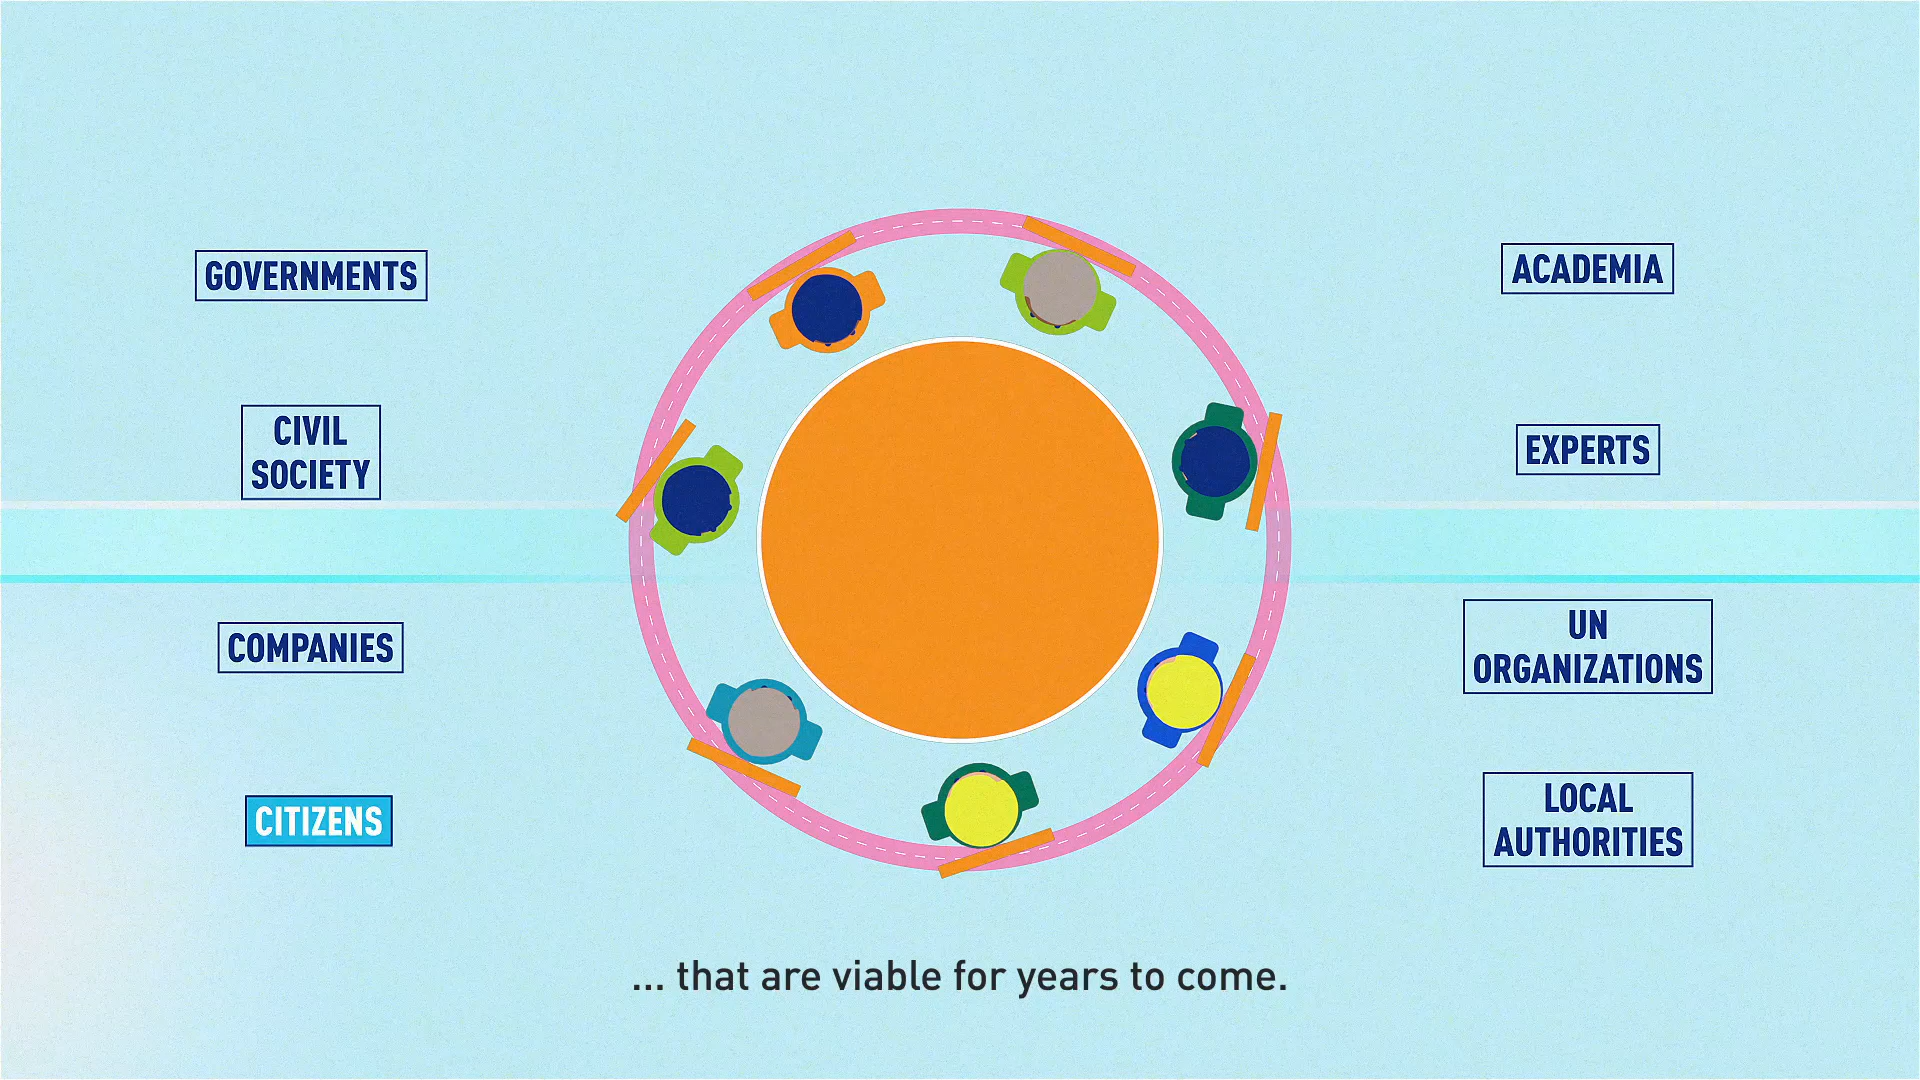 GOVERNMENTS
CIVIL
SOCIETY
COMPANIES
CITIZENS
ACADEMIA
EXPERTS
UN
ORGANIZATIONS
LOCAL
AUTHORITIES
... that are viable for years to come.